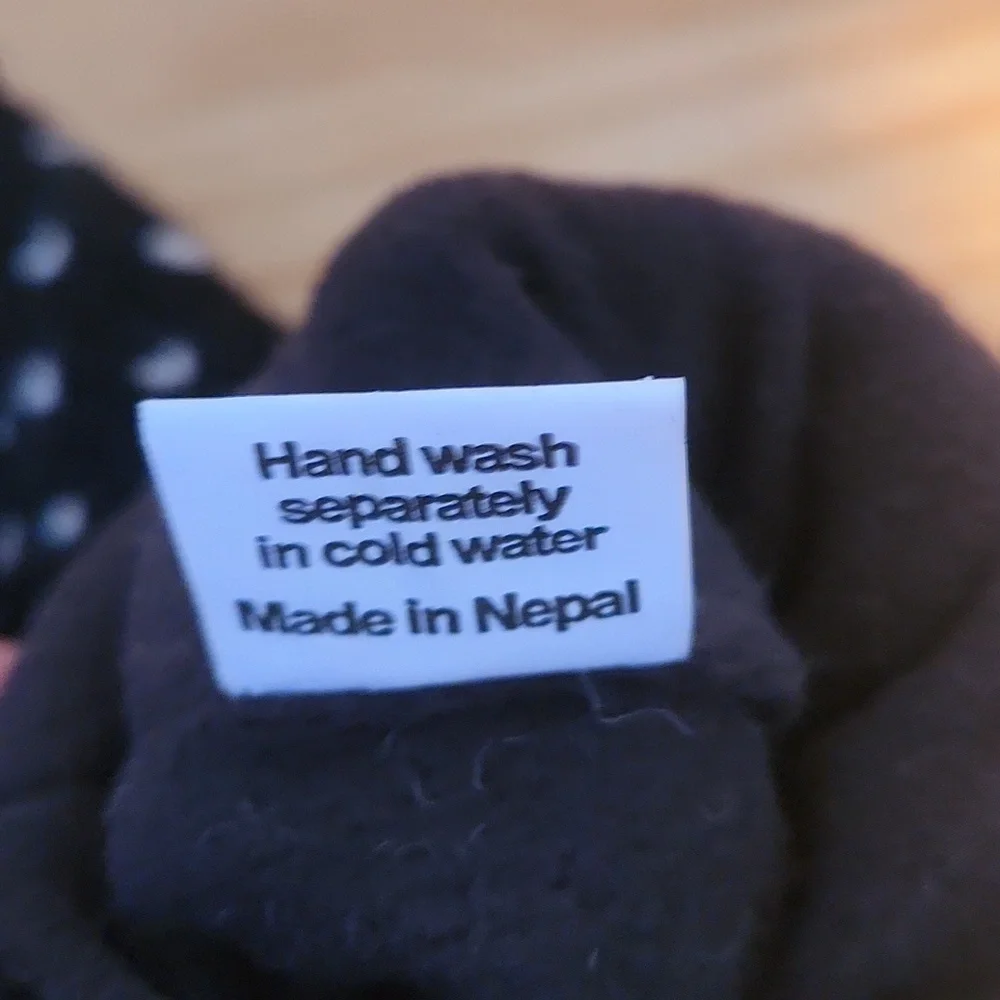 Hand wash
separately
in cold water
Made in Nepal